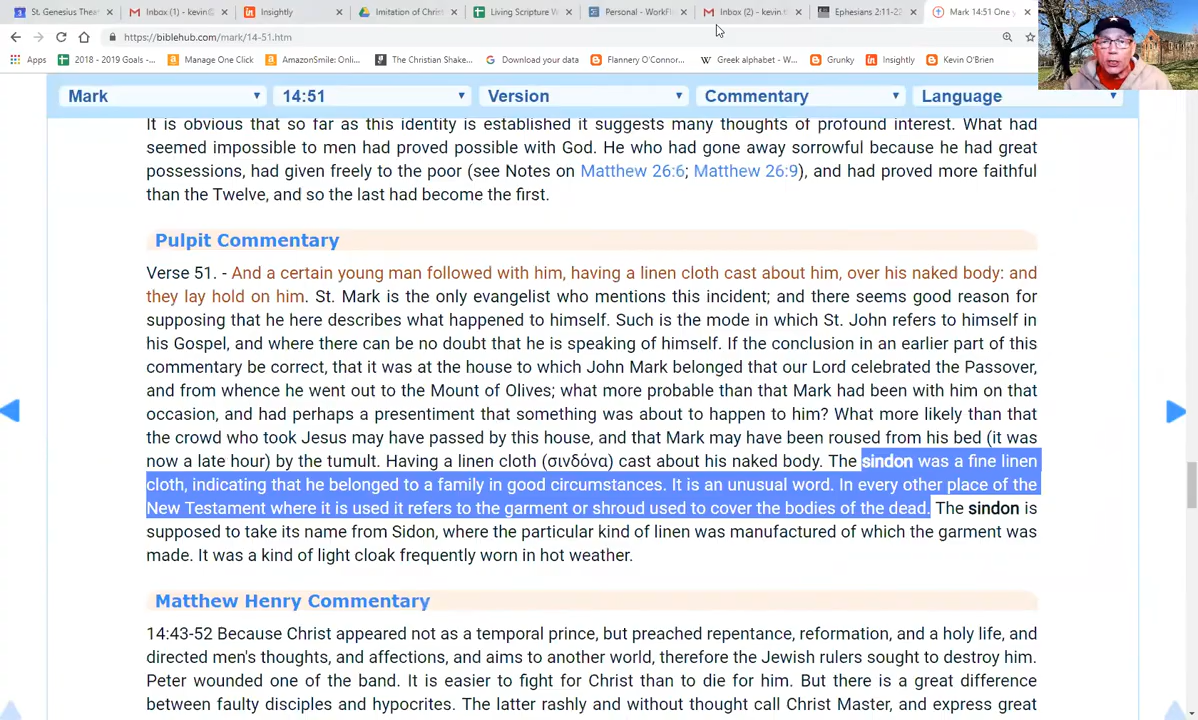 St. Genesius Theat
Inbox (1) - kevin@
Insightly
Imitation of Christ
Living Scripture W
Personal - WorkFl
Inbox (2) - kevin@
Ephesians 2:11-22
Mark 14:51 One y
https://biblehub.com/mark/14-51.htm
Apps
2018 - 2019 Goals -...
Manage One Click
AmazonSmile: Onli...
The Christian Shake...
Download your data
Flannery O'Connor...
Greek alphabet - W...
Grunky
Insightly
Kevin O'Brien
Mark
14:51
Version
Commentary
Language
It is obvious that so far as this identity is established it suggests many thoughts of profound interest. What had
seemed impossible to men had proved possible with God. He who had gone away sorrowful because he had great
possessions, had given freely to the poor (see Notes on Matthew 26:6; Matthew 26:9), and had proved more faithful
than the Twelve, and so the last had become the first.
Pulpit Commentary
Verse 51. - And a certain young man followed with him, having a linen cloth cast about him, over his naked body: and
they lay hold on him. St. Mark is the only evangelist who mentions this incident; and there seems good reason for
supposing that he here describes what happened to himself. Such is the mode in which St. John refers to himself in
his Gospel, and where there can be no doubt that he is speaking of himself. If the conclusion in an earlier part of this
commentary be correct, that it was at the house to which John Mark belonged that our Lord celebrated the Passover,
and from whence he went out to the Mount of Olives; what more probable than that Mark had been with him on that
occasion, and had perhaps a presentiment that something was about to happen to him? What more likely than that
the crowd who took Jesus may have passed by this house, and that Mark may have been roused from his bed (it was
now a late hour) by the tumult. Having a linen cloth (σινδόνα) cast about his naked body. The sindon was a fine linen
cloth, indicating that he belonged to a family in good circumstances. It is an unusual word. In every other place of the
New Testament where it is used it refers to the garment or shroud used to cover the bodies of the dead. The sindon is
supposed to take its name from Sidon, where the particular kind of linen was manufactured of which the garment was
made. It was a kind of light cloak frequently worn in hot weather.
Matthew Henry Commentary
14:43-52 Because Christ appeared not as a temporal prince, but preached repentance, reformation, and a holy life, and
directed men's thoughts, and affections, and aims to another world, therefore the Jewish rulers sought to destroy him.
Peter wounded one of the band. It is easier to fight for Christ than to die for him. But there is a great difference
between faulty disciples and hypocrites. The latter rashly and without thought call Christ Master, and express great